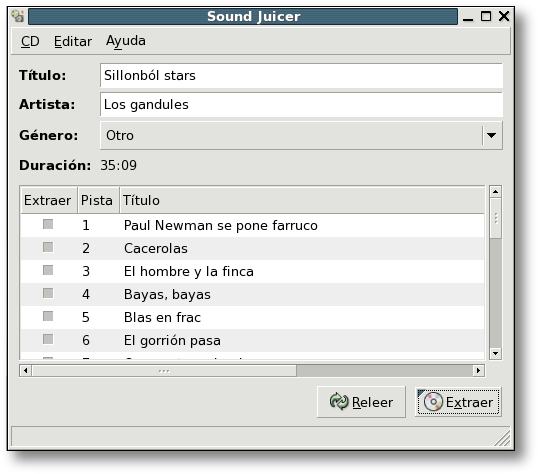 Sound Juicer
CD Editar Ayuda
Título: Sillonból stars
Artista: Los gandules
Género: Otro
Duración: 35:09
Extraer Pista Título
1 Paul Newman se pone farruco
2 Cacerolas
3 El hombre y la finca
4 Bayas, bayas
5 Blas en frac
6 El gorrión pasa
Releer Extraer